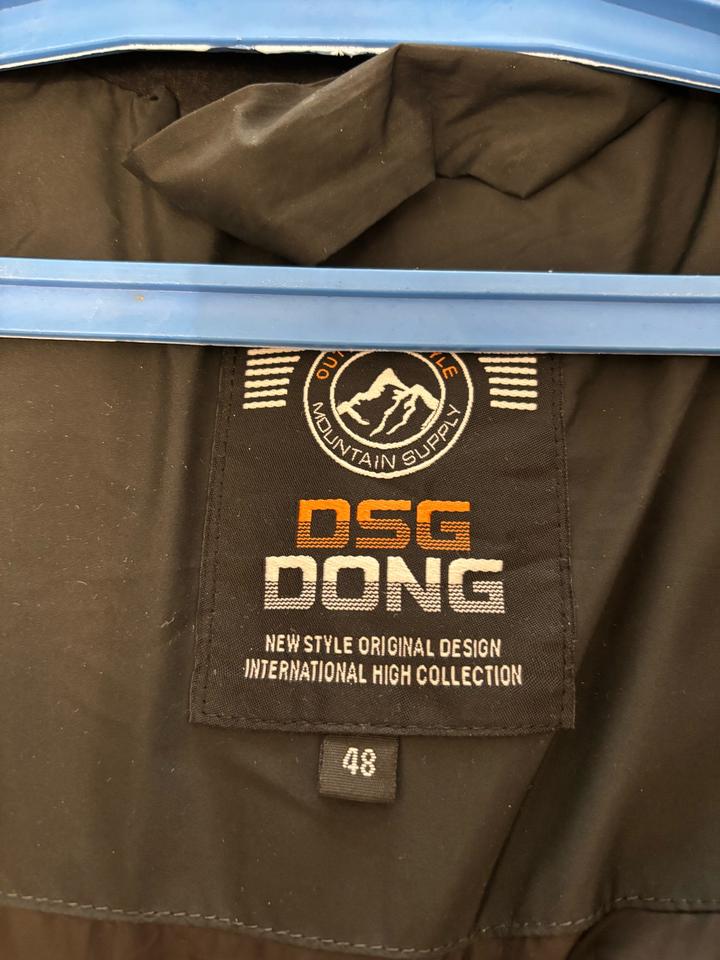 MOUNTAIN SUPPLY
DSG
DONG
NEW STYLE ORIGINAL DESIGN
INTERNATIONAL HIGH COLLECTION
48